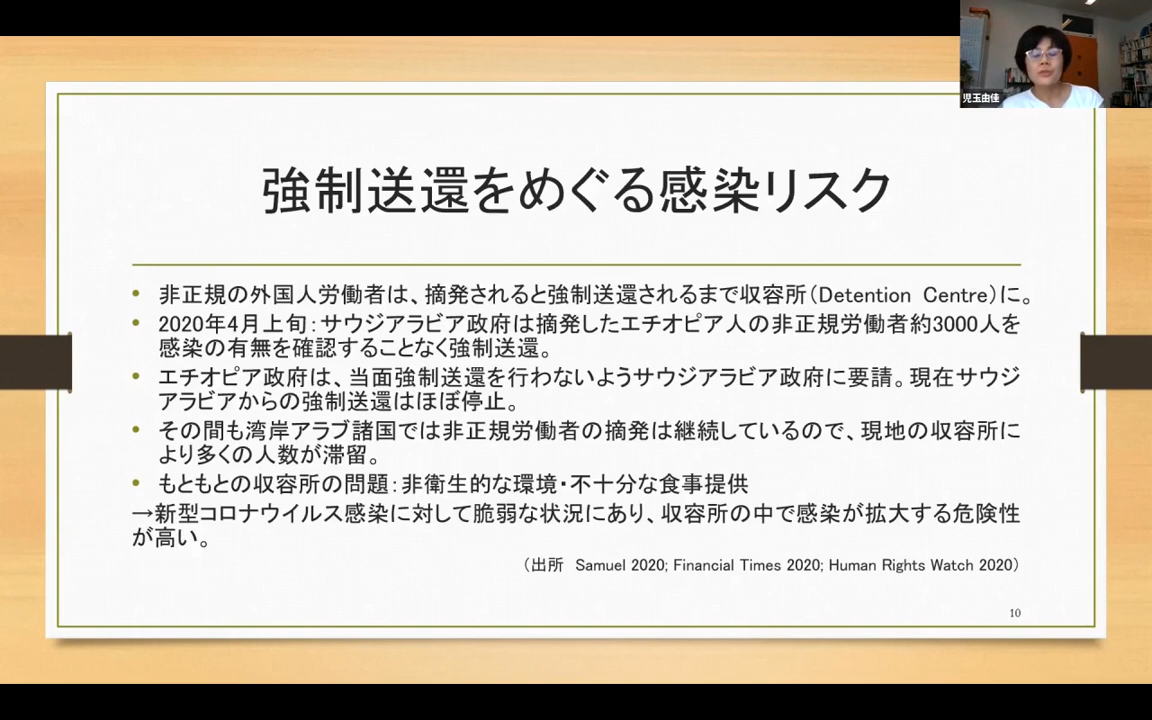 児玉由佳
強制送還をめぐる感染リスク
• 非正規の外国人労働者は、摘発されると強制送還されるまで収容所（Detention Centre）に。
• 2020年4月上旬：サウジアラビア政府は摘発したエチオピア人の非正規労働者約3000人を
感染の有無を確認することなく強制送還。
• エチオピア政府は、当面強制送還を行わないようサウジアラビア政府に要請。現在サウジ
アラビアからの強制送還はほぼ停止。
• その間も湾岸アラブ諸国では非正規労働者の摘発は継続しているので、現地の収容所に
より多くの人数が滞留。
• もともとの収容所の問題：非衛生的な環境・不十分な食事提供
→新型コロナウイルス感染に対して脆弱な状況にあり、収容所の中で感染が拡大する危険性
が高い。
（出所 Samuel 2020; Financial Times 2020; Human Rights Watch 2020）
10